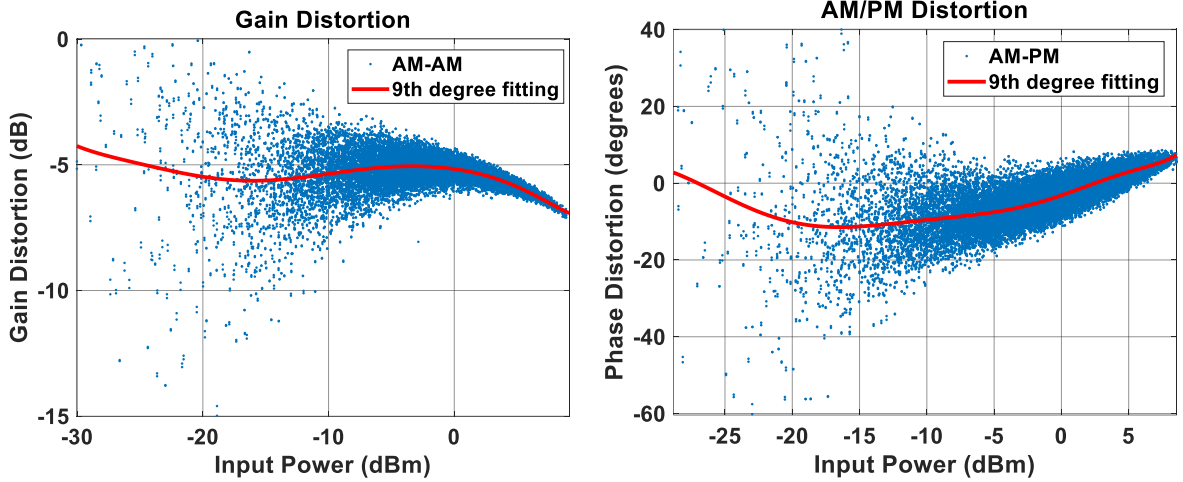 Gain Distortion
0
-5
-10
-15
Gain Distortion (dB)
AM-AM
9th degree fitting
-30
-20
-10
0
Input Power (dBm)
AM/PM Distortion
40
20
0
-20
-40
-60
Phase Distortion (degrees)
AM-PM
9th degree fitting
-25
-20
-15
-10
-5
0
5
Input Power (dBm)